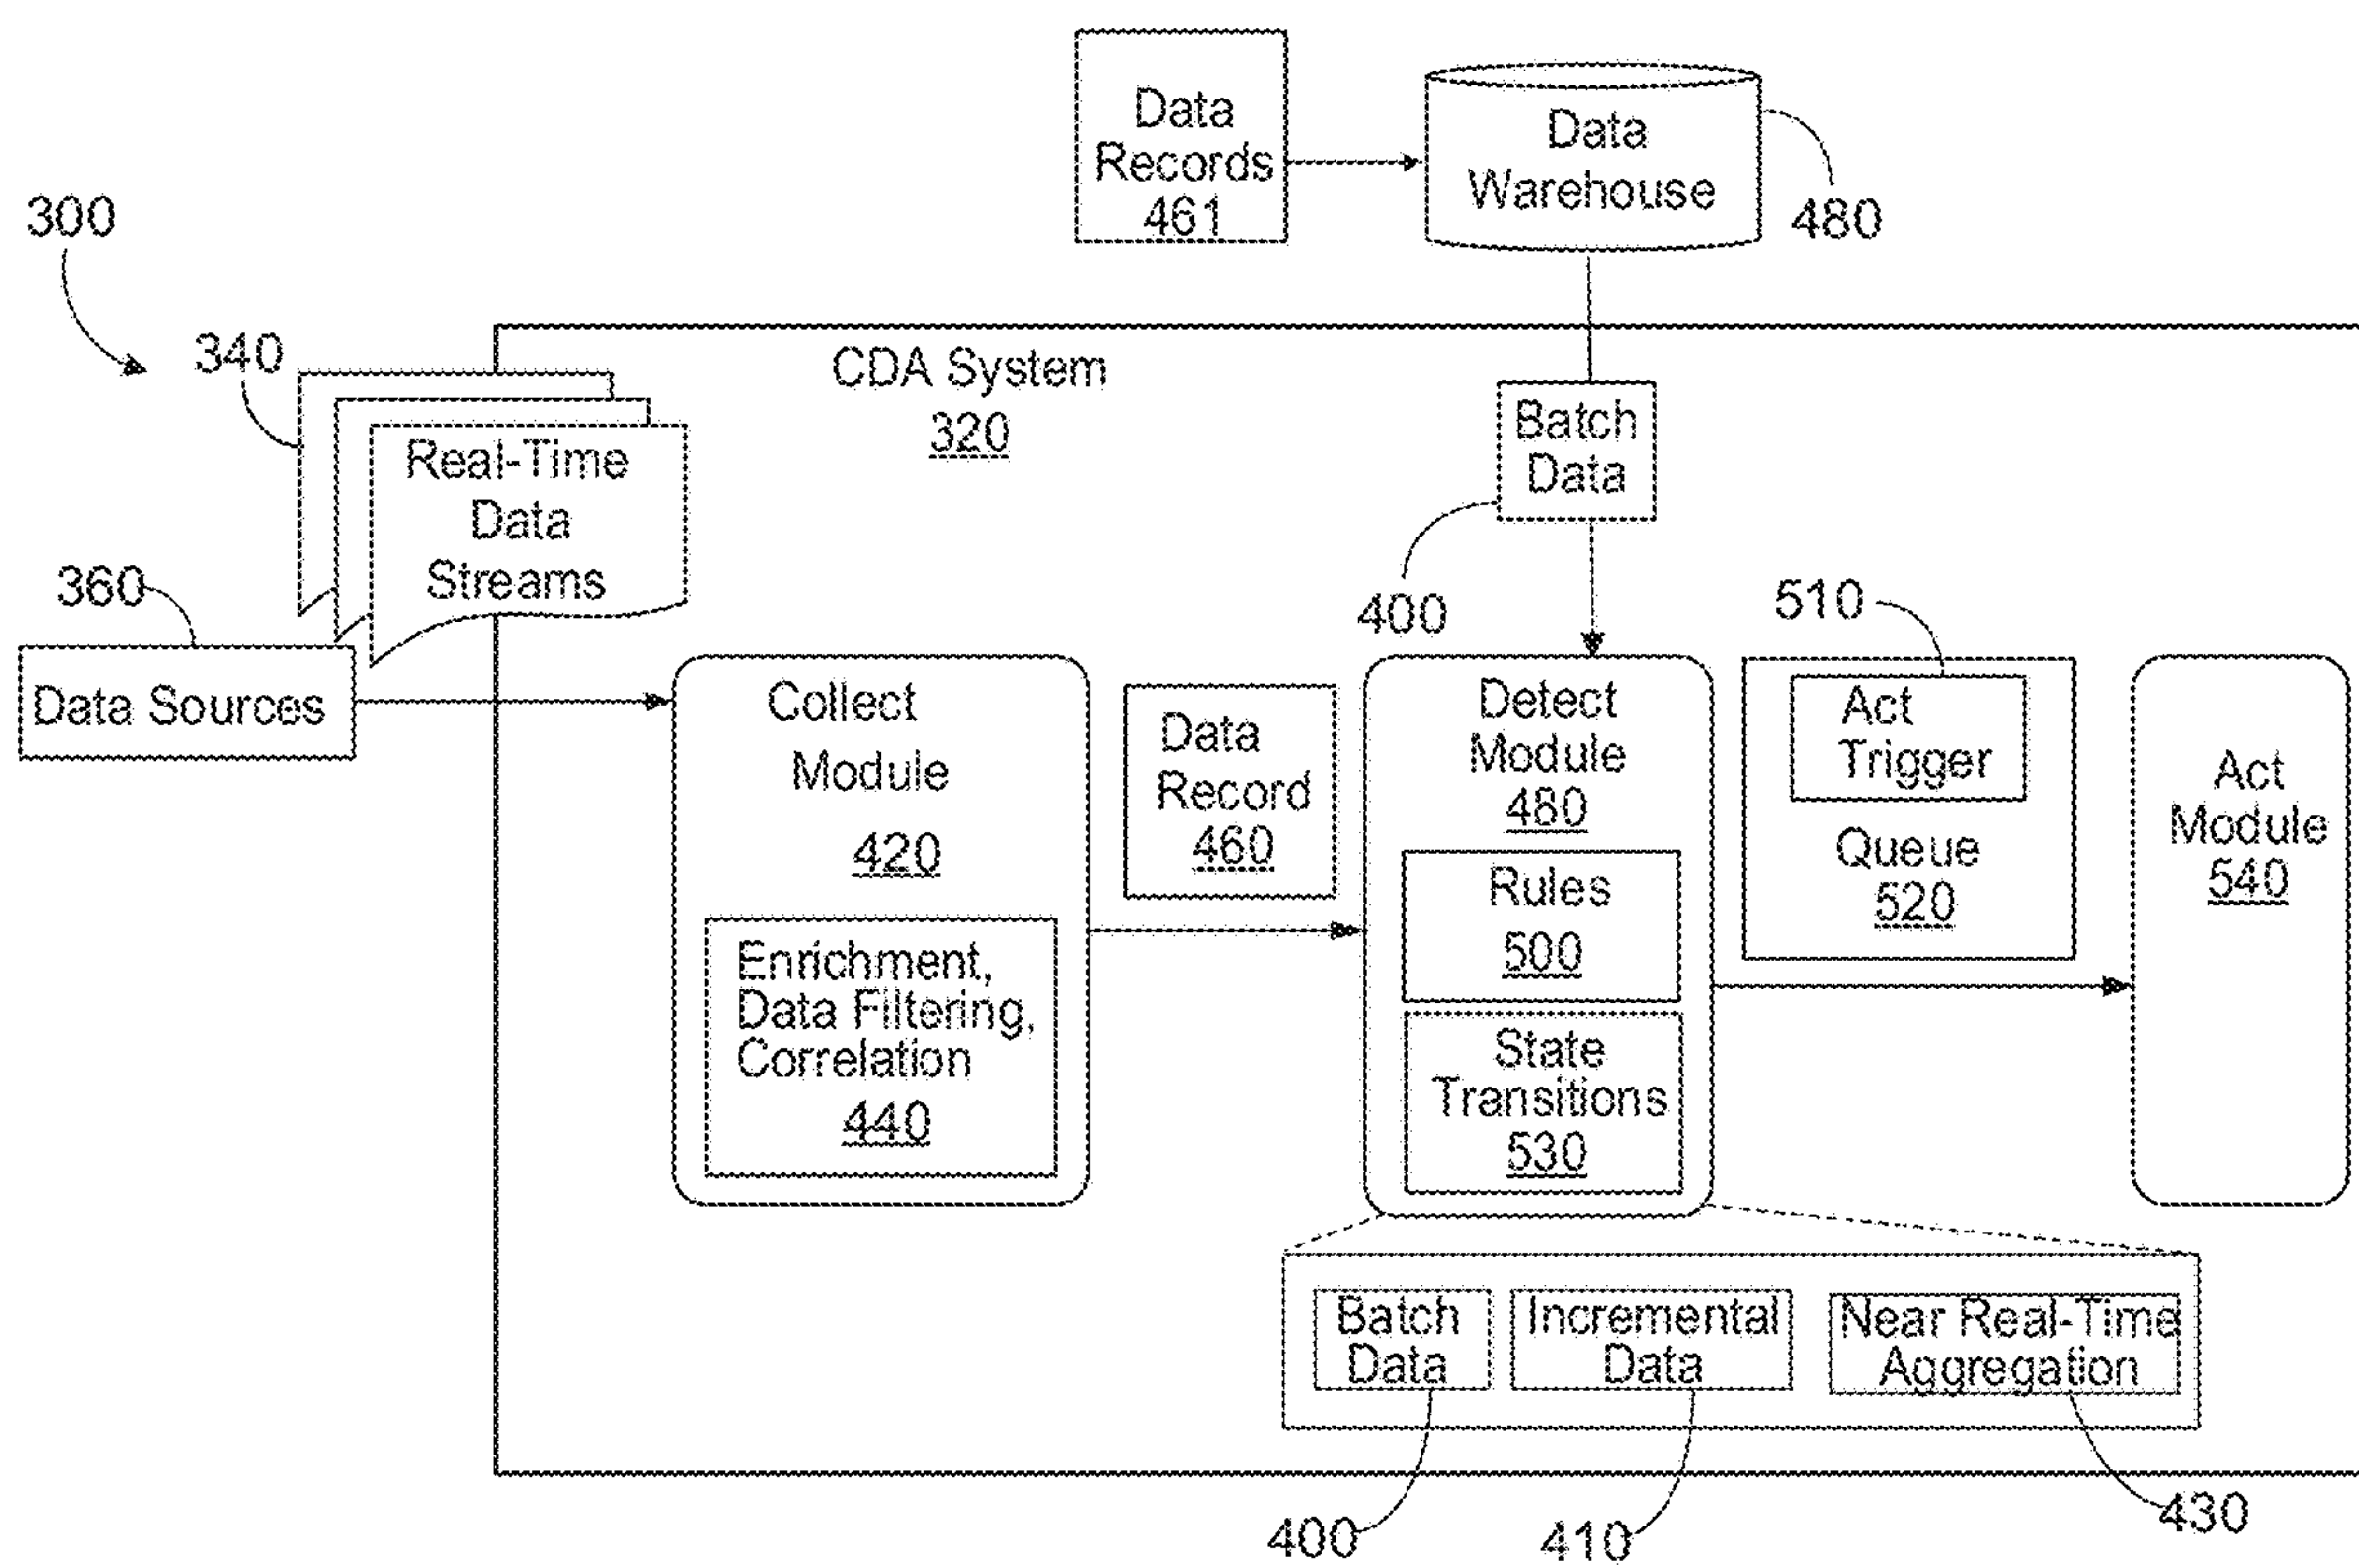 Data
Records
461
Data
Warehouse
480
300
340
CDA System
320
Real-Time
Data
Streams
Batch
Data
400
360
Data Sources
Collect
Module
420
Enrichment,
Data Filtering,
Correlation
440
Data
Record
460
Detect
Module
480
Rules
500
State
Transitions
530
510
Act
Trigger
Queue
520
Act
Module
540
Batch
Data
Incremental
Data
Near Real-Time
Aggregation
400
410
430